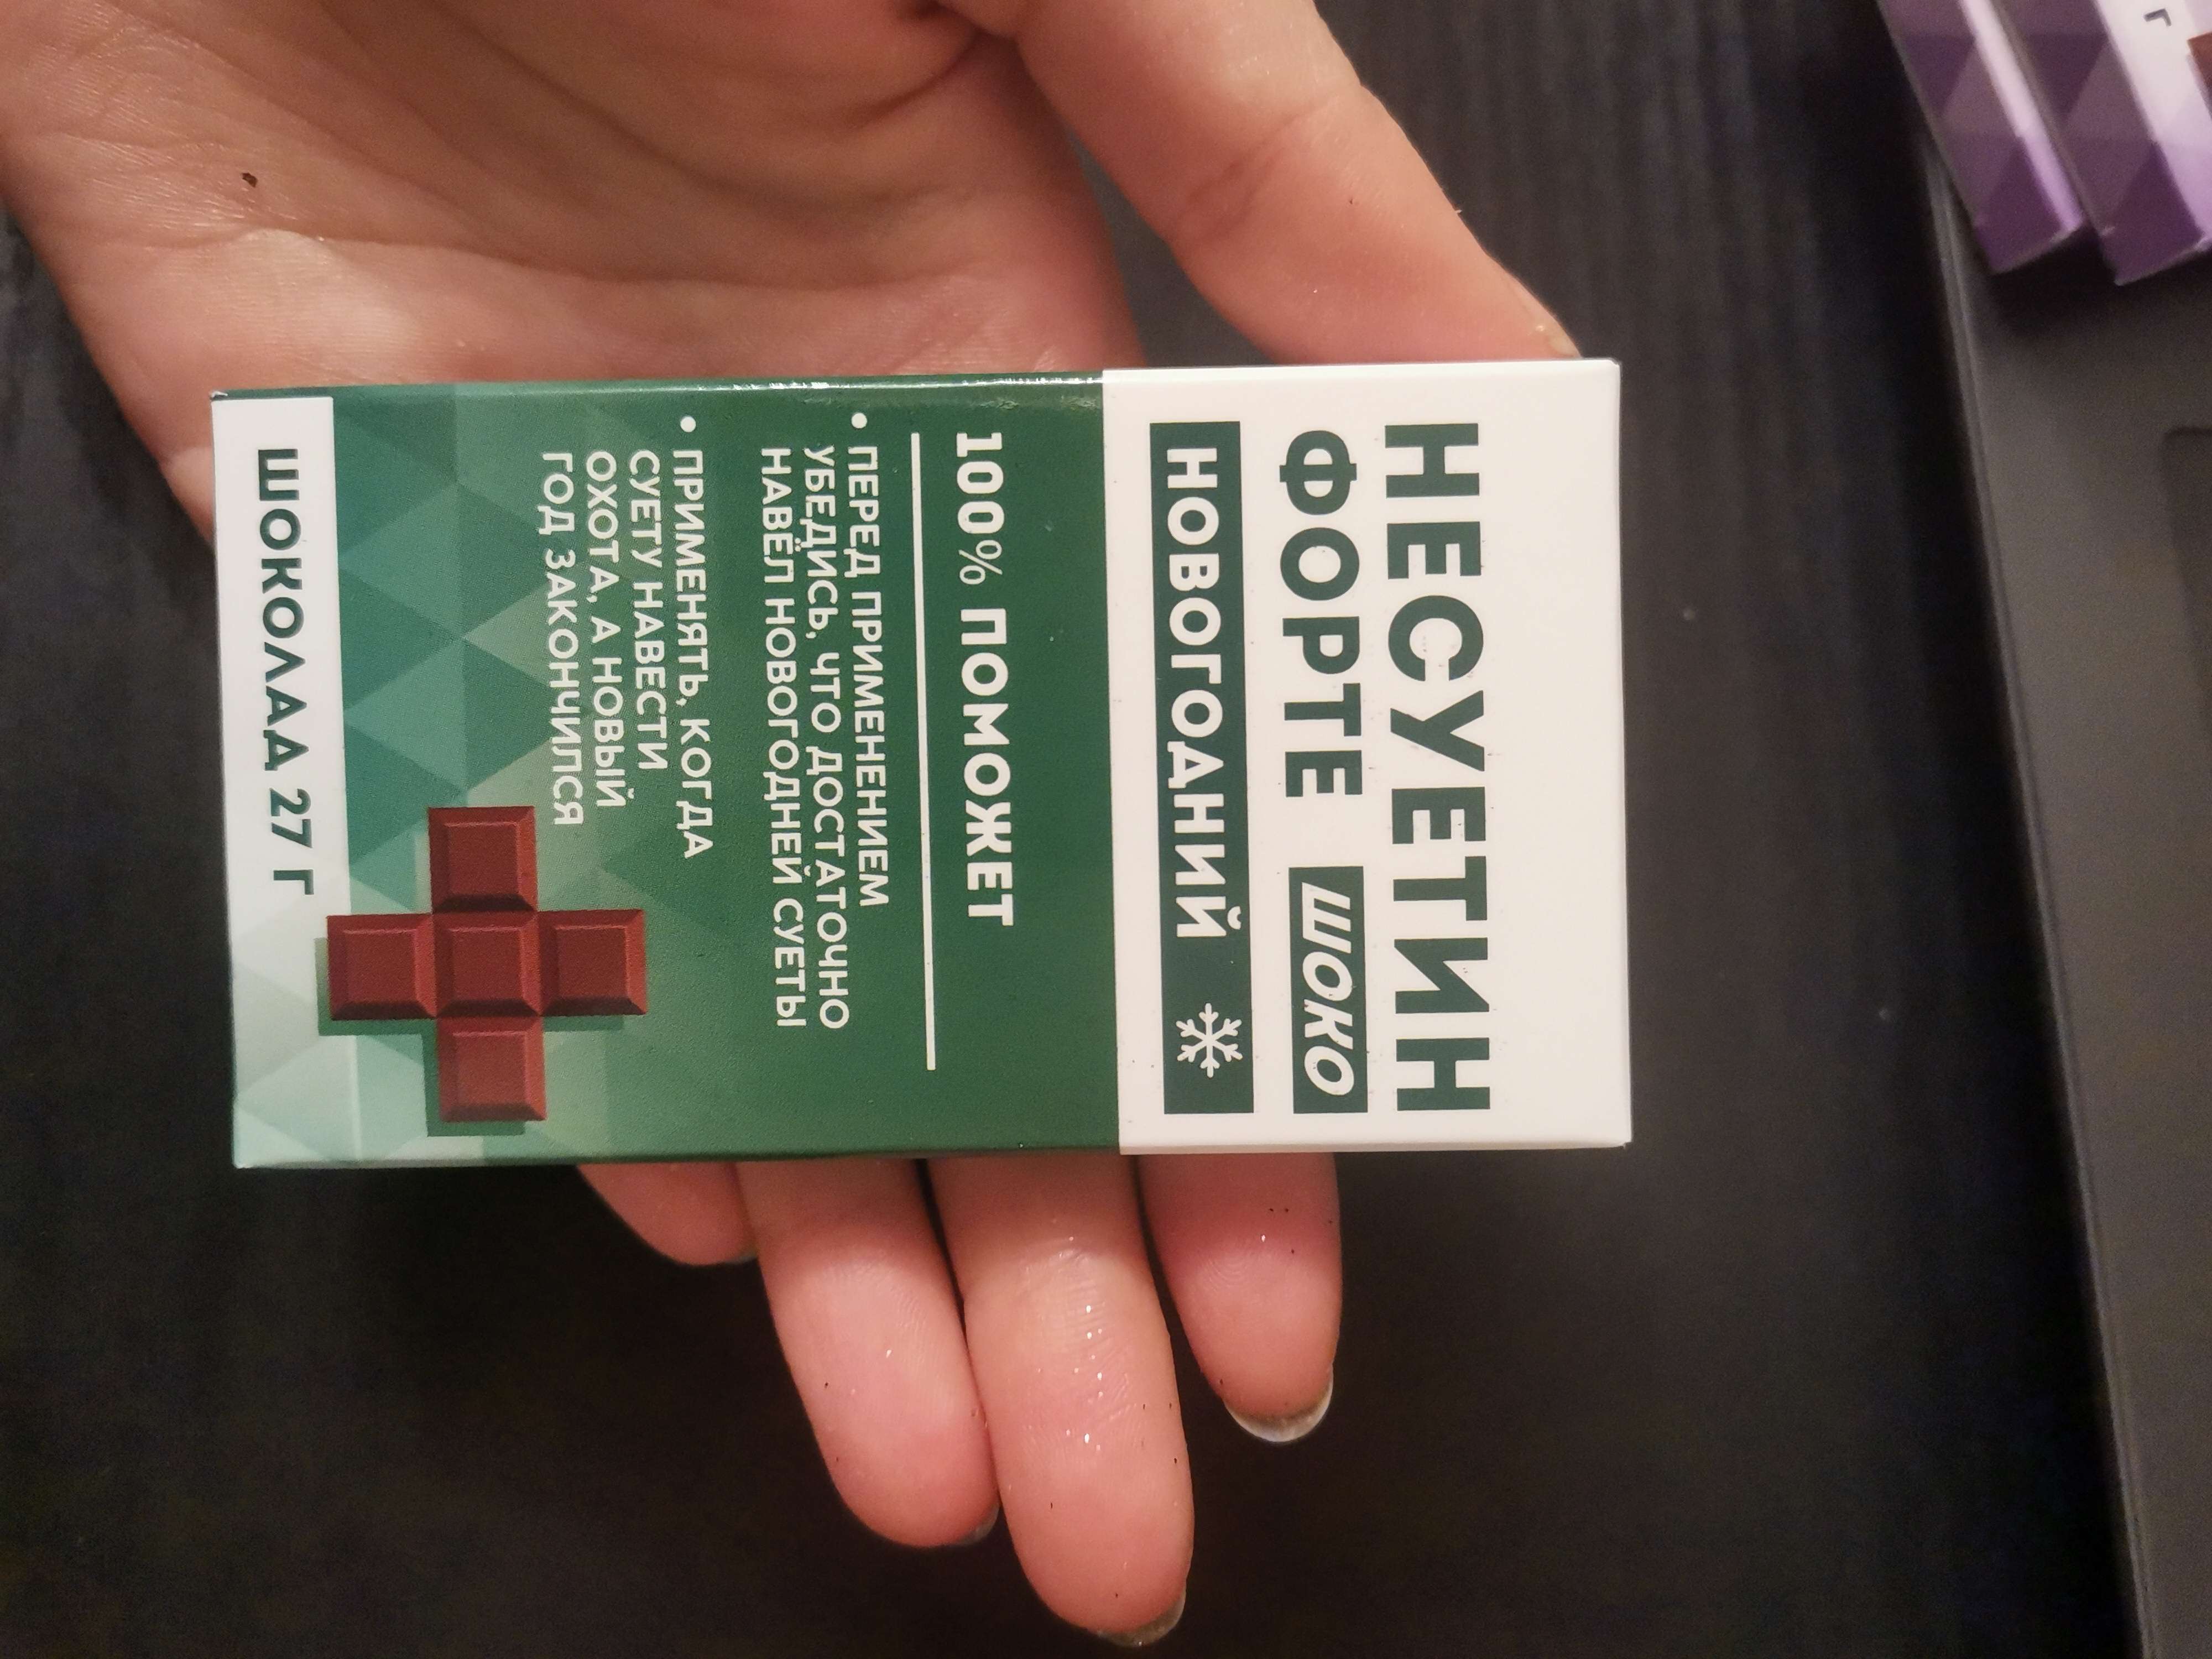 НЕСУЕТИН
ФОРТЕ ШОКО
НОВОГОДНИЙ
100% ПОМОЖЕТ
• ПЕРЕД ПРИМЕНЕНИЕМ
УБЕДИСЬ, ЧТО ДОСТАТОЧНО
НАВЁЛ НОВОГОДНЕЙ СУЕТЫ
• ПРИМЕНЯТЬ, КОГДА
СУЕТУ НАВЕСТИ
ОХОТА, А НОВЫЙ
ГОД ЗАКОНЧИЛСЯ
ШОКОЛАД 27 Г
Г